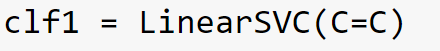 clf1 = LinearSVC(C=C)